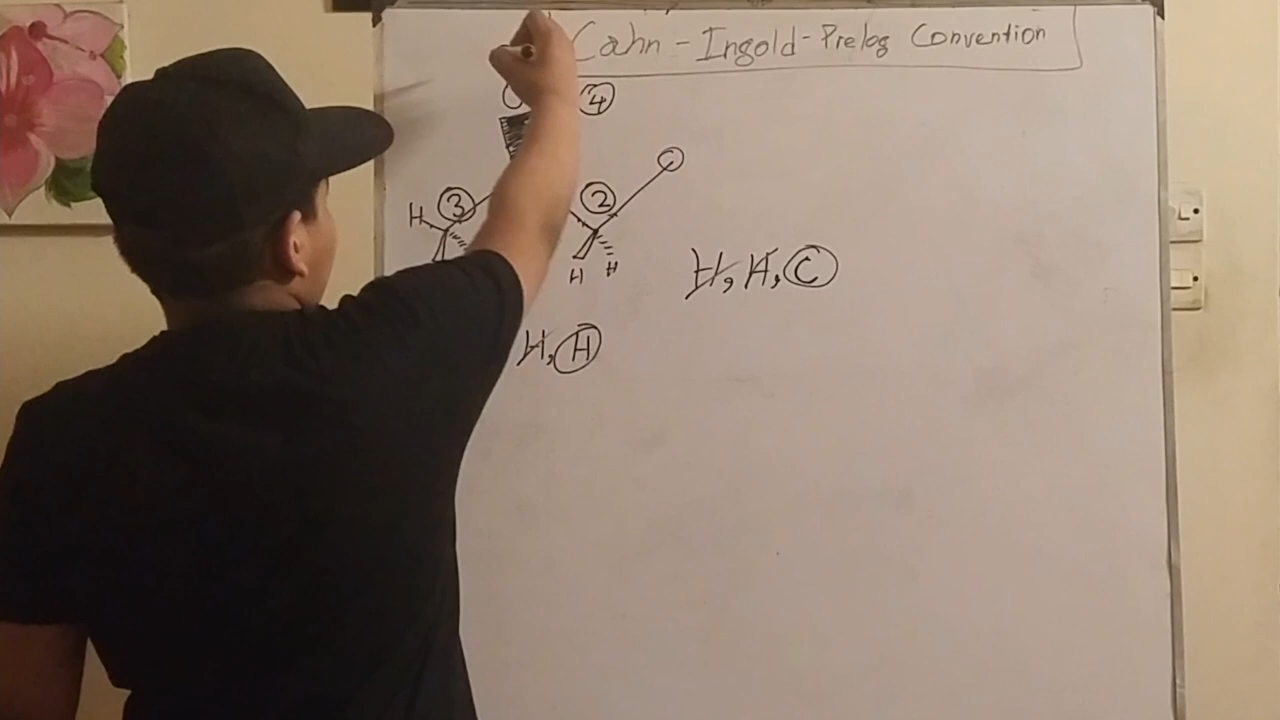 Cahn - Ingold - Prelog Convention
4
C
H 3 2
H H
H, H, C
H, H